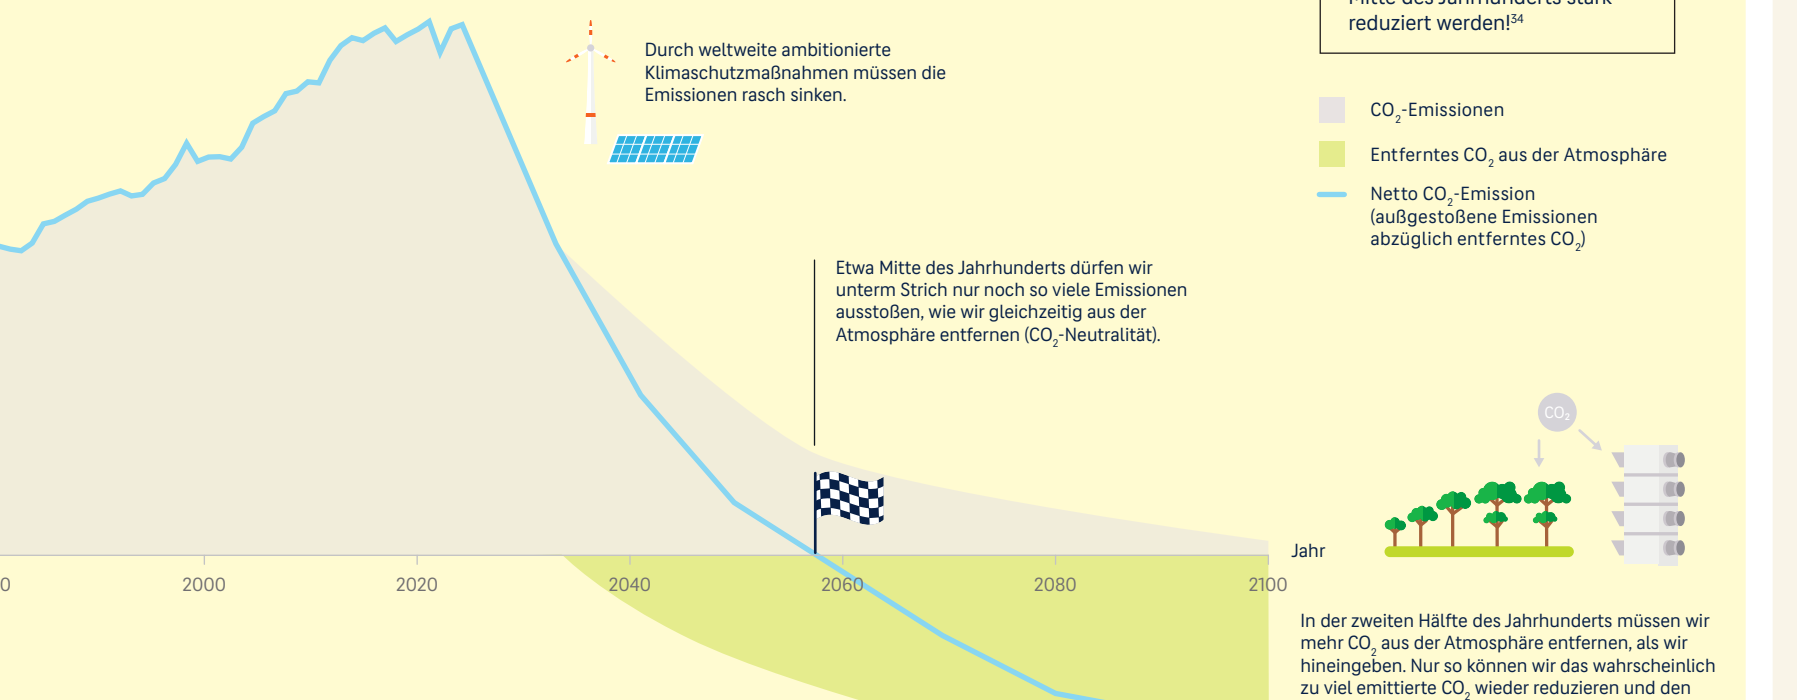 reduziert werden!³⁴
Durch weltweite ambitionierte
Klimaschutzmaßnahmen müssen die
Emissionen rasch sinken.
CO₂-Emissionen
Entferntes CO₂ aus der Atmosphäre
Netto CO₂-Emission
(außgestoßene Emissionen
abzüglich entferntes CO₂)
Etwa Mitte des Jahrhunderts dürfen wir
unterm Strich nur noch so viele Emissionen
ausstoßen, wie wir gleichzeitig aus der
Atmosphäre entfernen (CO₂-Neutralität).
CO₂
Jahr
0 2000 2020 2040 2060 2080 2100
In der zweiten Hälfte des Jahrhunderts müssen wir
mehr CO₂ aus der Atmosphäre entfernen, als wir
hineingeben. Nur so können wir das wahrscheinlich
zu viel emittierte CO₂ wieder reduzieren und den